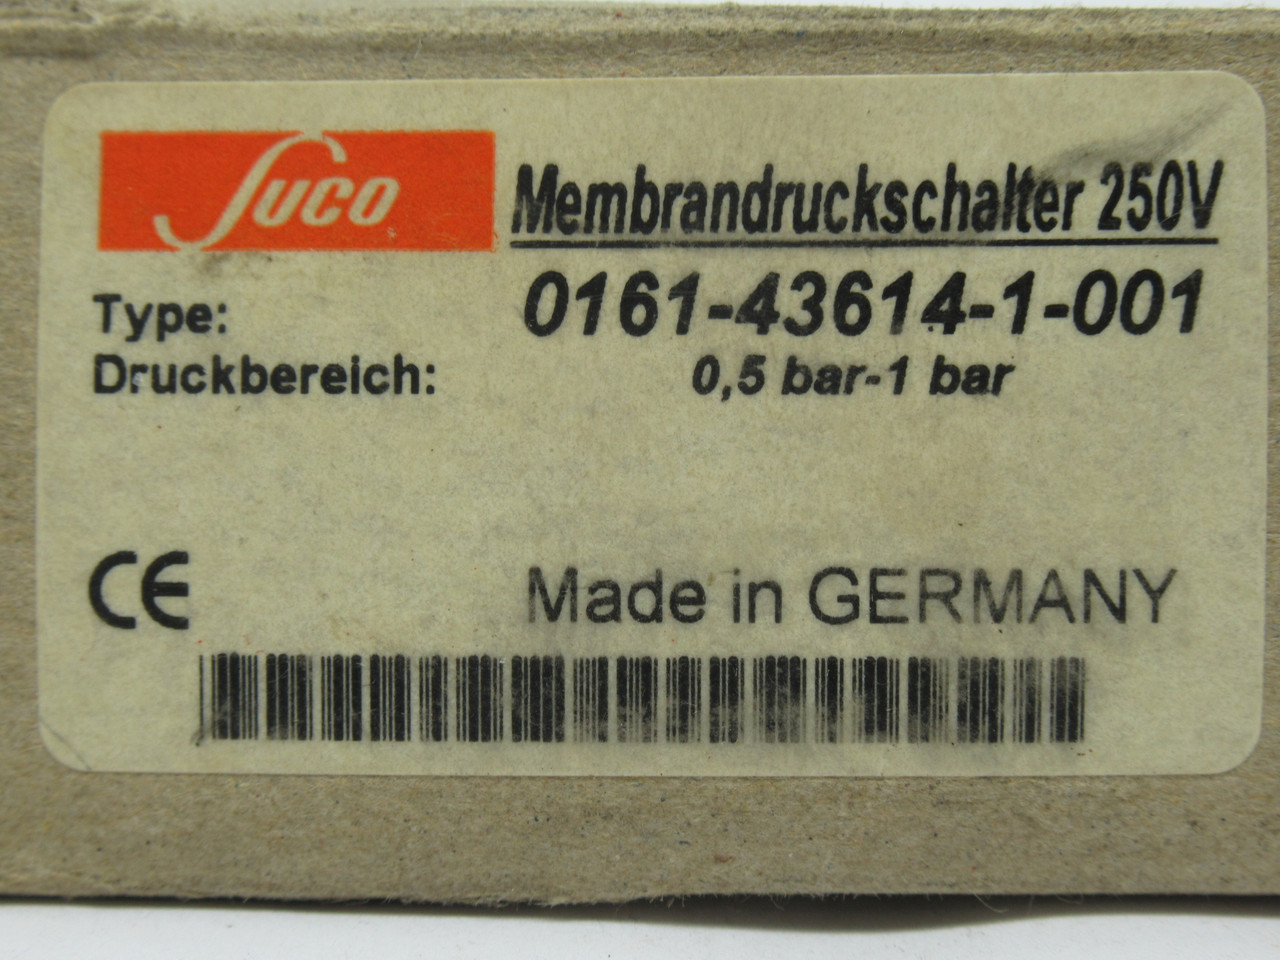 Suco
Membrandruckschalter 250V
Type: 0161-43614-1-001
Druckbereich: 0,5 bar-1 bar
CE
Made in GERMANY